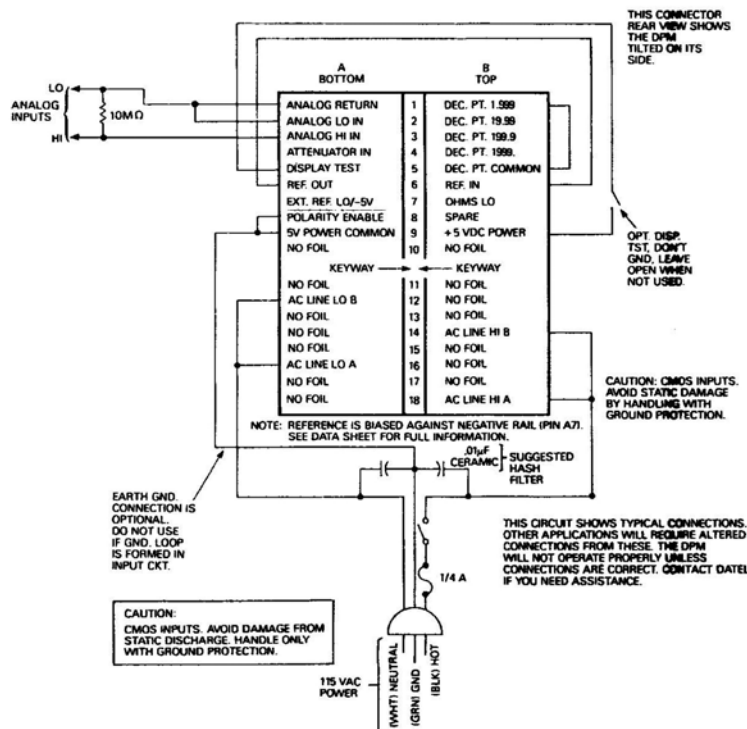 THIS CONNECTOR
REAR VIEW SHOWS
THE DPM
TILTED ON ITS
SIDE.
A
BOTTOM
B
TOP
LO
ANALOG
INPUTS
HI
10MΩ
ANALOG RETURN 1 DEC. PT. 1.999
ANALOG LO IN 2 DEC. PT. 19.99
ANALOG HI IN 3 DEC. PT. 199.9
ATTENUATOR IN 4 DEC. PT. 1999.
DISPLAY TEST 5 DEC. PT. COMMON
REF. OUT 6 REF. IN
EXT. REF. LO/-5V 7 OHMS LO
POLARITY ENABLE 8 SPARE
5V POWER COMMON 9 +5 VDC POWER
NO FOIL 10 NO FOIL
KEYWAY KEYWAY
NO FOIL 11 NO FOIL
AC LINE LO B 12 NO FOIL
NO FOIL 13 NO FOIL
NO FOIL 14 AC LINE HI B
NO FOIL 15 NO FOIL
AC LINE LO A 16 NO FOIL
NO FOIL 17 NO FOIL
NO FOIL 18 AC LINE HI A
OPT. DISP.
TST, DON'T
GND, LEAVE
OPEN WHEN
NOT USED.
CAUTION: CMOS INPUTS.
AVOID STATIC DAMAGE
BY HANDLING WITH
GROUND PROTECTION.
NOTE: REFERENCE IS BIASED AGAINST NEGATIVE RAIL (PIN A7).
SEE DATA SHEET FOR FULL INFORMATION.
.01µF
CERAMIC
SUGGESTED
HASH
FILTER
EARTH GND.
CONNECTION IS
OPTIONAL.
DO NOT USE
IF GND. LOOP
IS FORMED IN
INPUT CKT.
THIS CIRCUIT SHOWS TYPICAL CONNECTIONS.
OTHER APPLICATIONS WILL REQUIRE ALTERED
CONNECTIONS FROM THESE. THE DPM
WILL NOT OPERATE PROPERLY UNLESS
CONNECTIONS ARE CORRECT. CONTACT DATEL
IF YOU NEED ASSISTANCE.
1/4 A
CAUTION:
CMOS INPUTS. AVOID DAMAGE FROM
STATIC DISCHARGE. HANDLE ONLY
WITH GROUND PROTECTION.
115 VAC
POWER
(WHT) NEUTRAL
(GRN) GND
(BLK) HOT